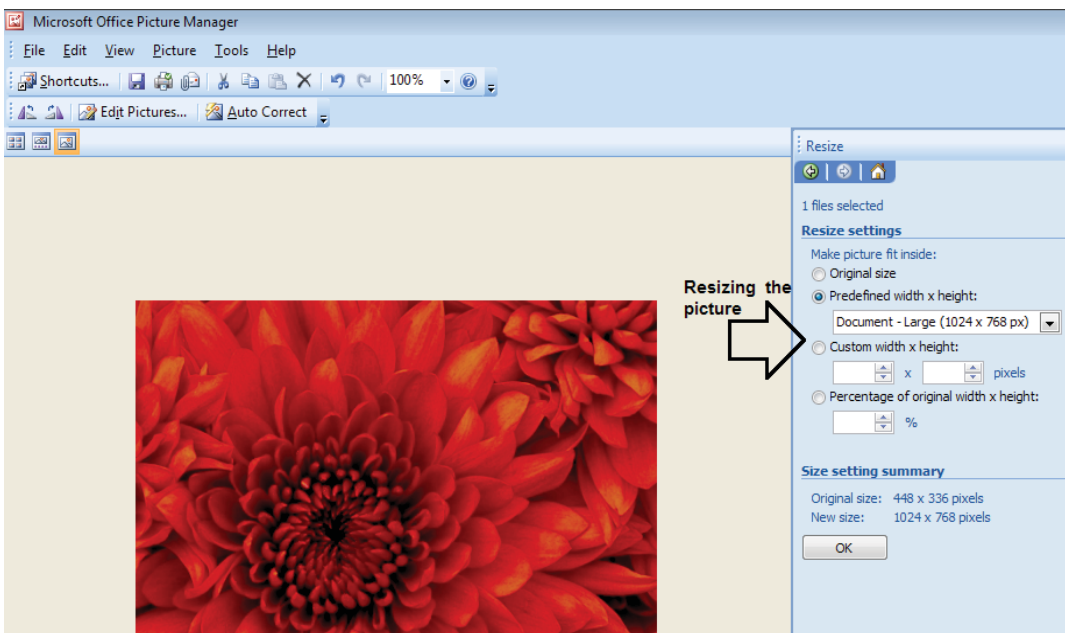 Microsoft Office Picture Manager
File Edit View Picture Tools Help
Shortcuts... 100%
Edit Pictures... Auto Correct
Resize
1 files selected
Resize settings
Make picture fit inside:
Original size
Resizing the
picture
Predefined width x height:
Document - Large (1024 x 768 px)
Custom width x height:
x pixels
Percentage of original width x height:
%
Size setting summary
Original size: 448 x 336 pixels
New size: 1024 x 768 pixels
OK